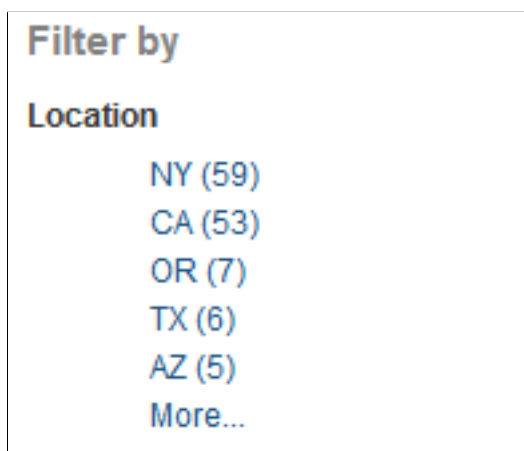 Filter by
Location
NY (59)
CA (53)
OR (7)
TX (6)
AZ (5)
More...